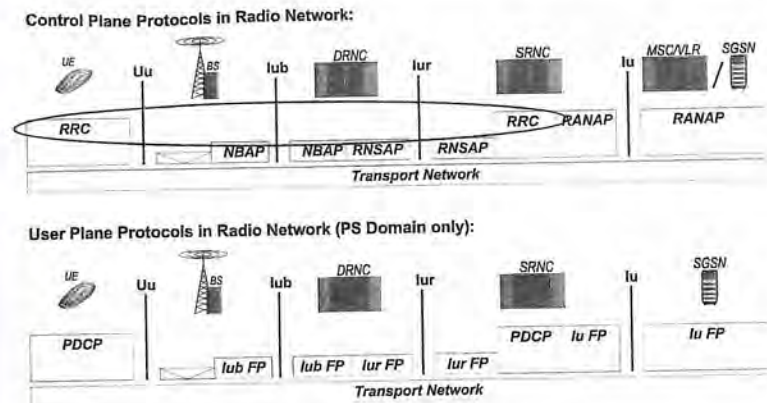 Control Plane Protocols in Radio Network:
UE Uu BS Iub DRNC Iur SRNC Iu MSC/VLR / SGSN
RRC NBAP NBAP RNSAP RNSAP RRC RANAP RANAP
Transport Network
User Plane Protocols in Radio Network (PS Domain only):
UE Uu BS Iub DRNC Iur SRNC Iu SGSN
PDCP Iub FP Iub FP Iur FP Iur FP PDCP Iu FP Iu FP
Transport Network